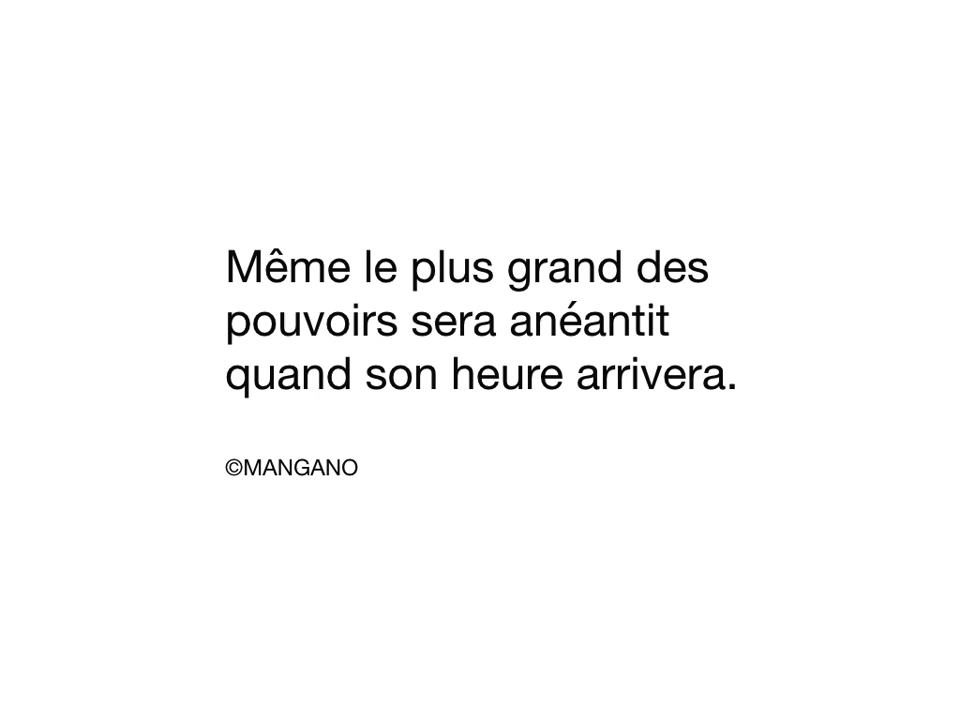 Même le plus grand des
pouvoirs sera anéantit
quand son heure arrivera.
©MANGANO